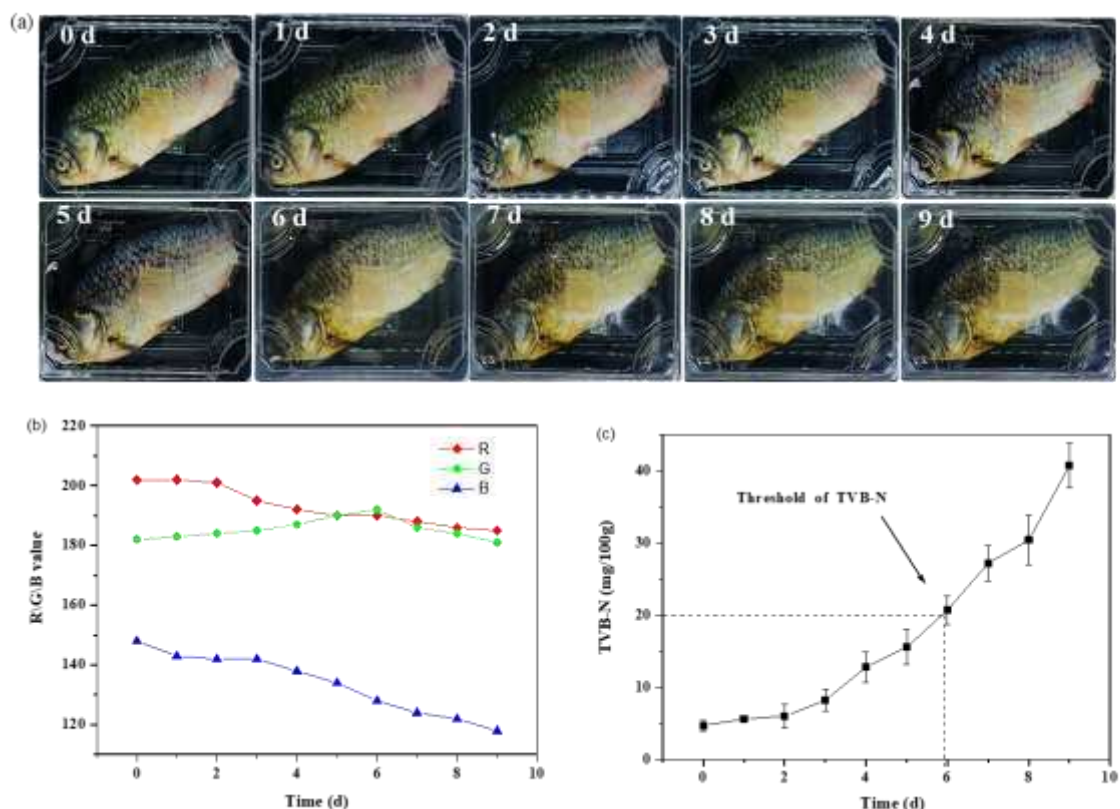 (a)
0 d
1 d
2 d
3 d
4 d
5 d
6 d
7 d
8 d
9 d
(b)
220
200
180
160
140
120
R\G\B value
R
G
B
0
2
4
6
8
10
Time (d)
(c)
40
30
20
10
0
TVB-N (mg/100g)
Threshold of TVB-N
0
2
4
6
8
10
Time (d)